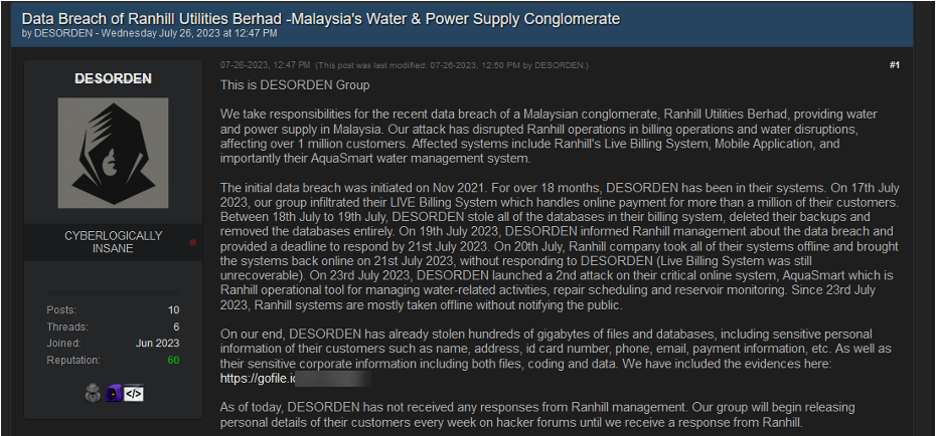 Data Breach of Ranhill Utilities Berhad -Malaysia's Water & Power Supply Conglomerate
by DESORDEN - Wednesday July 26, 2023 at 12:47 PM
DESORDEN
CYBERLOGICALLY
INSANE
Posts: 10
Threads: 6
Joined: Jun 2023
Reputation: 60
</>
07-26-2023, 12:47 PM (This post was last modified: 07-26-2023, 12:50 PM by DESORDEN.) #1
This is DESORDEN Group
We take responsibilities for the recent data breach of a Malaysian conglomerate, Ranhill Utilities Berhad, providing water
and power supply in Malaysia. Our attack has disrupted Ranhill operations in billing operations and water disruptions,
affecting over 1 million customers. Affected systems include Ranhill's Live Billing System, Mobile Application, and
importantly their AquaSmart water management system.
The initial data breach was initiated on Nov 2021. For over 18 months, DESORDEN has been in their systems. On 17th July
2023, our group infiltrated their LIVE Billing System which handles online payment for more than a million of their customers.
Between 18th July to 19th July, DESORDEN stole all of the databases in their billing system, deleted their backups and
removed the databases entirely. On 19th July 2023, DESORDEN informed Ranhill management about the data breach and
provided a deadline to respond by 21st July 2023. On 20th July, Ranhill company took all of their systems offline and brought
the systems back online on 21st July 2023, without responding to DESORDEN (Live Billing System was still
unrecoverable). On 23rd July 2023, DESORDEN launched a 2nd attack on their critical online system, AquaSmart which is
Ranhill operational tool for managing water-related activities, repair scheduling and reservoir monitoring. Since 23rd July
2023, Ranhill systems are mostly taken offline without notifying the public.
On our end, DESORDEN has already stolen hundreds of gigabytes of files and databases, including sensitive personal
information of their customers such as name, address, id card number, phone, email, payment information, etc. As well as
their sensitive corporate information including both files, coding and data. We have included the evidences here:
https://gofile.i
As of today, DESORDEN has not received any responses from Ranhill management. Our group will begin releasing
personal details of their customers every week on hacker forums until we receive a response from Ranhill.